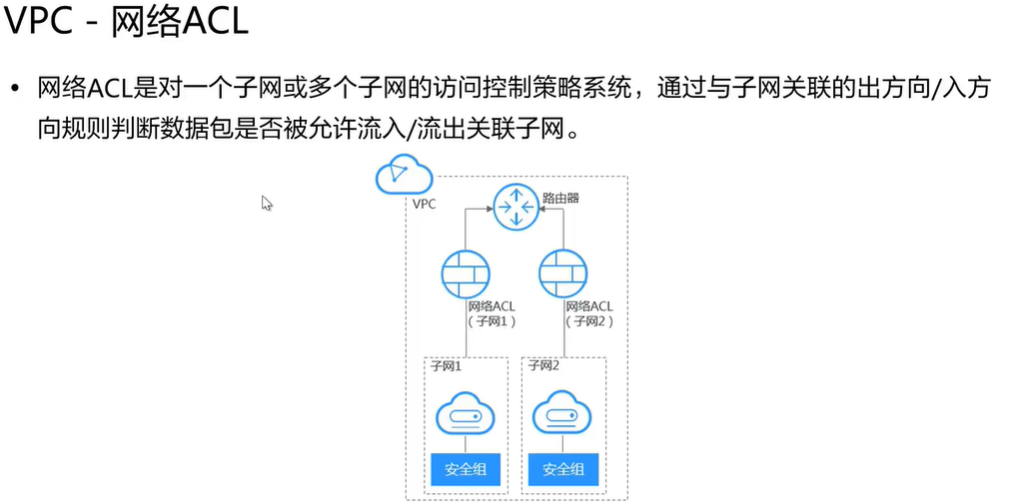 VPC - 网络ACL
• 网络ACL是对一个子网或多个子网的访问控制策略系统，通过与子网关联的出方向/入方
向规则判断数据包是否被允许流入/流出关联子网。
VPC
路由器
网络ACL
（子网1）
网络ACL
（子网2）
子网1
子网2
安全组
安全组